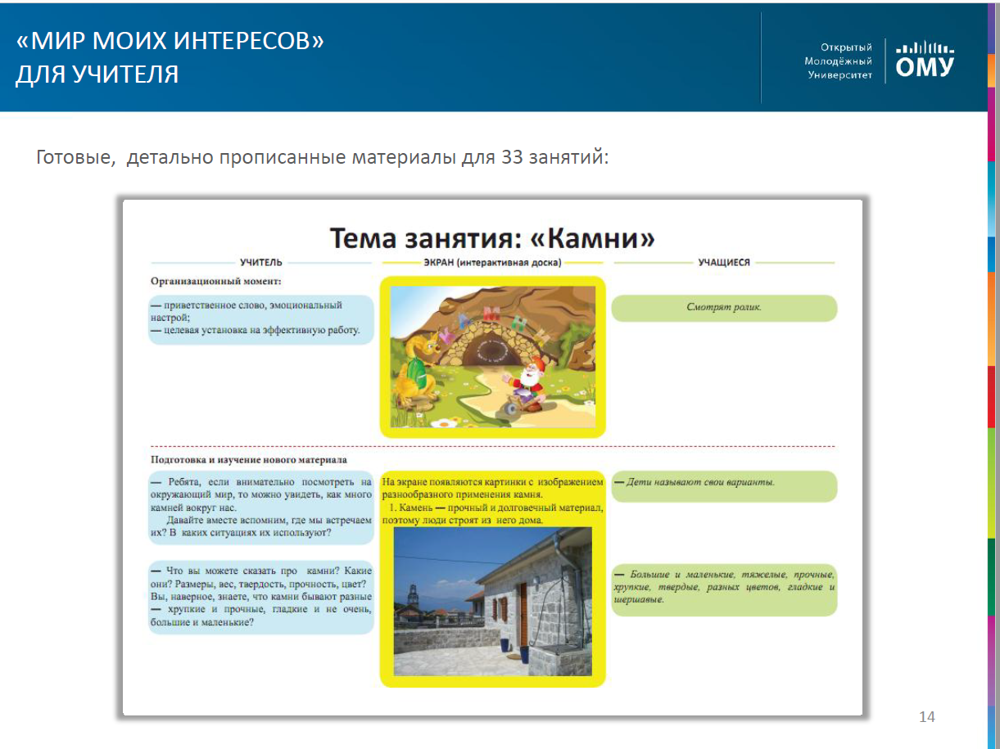 «МИР МОИХ ИНТЕРЕСОВ»
ДЛЯ УЧИТЕЛЯ
Открытый
Молодёжный
Университет
ОМУ
Готовые, детально прописанные материалы для 33 занятий:
Тема занятия: «Камни»
УЧИТЕЛЬ
ЭКРАН (интерактивная доска)
УЧАЩИЕСЯ
Организационный момент:
— приветственное слово, эмоциональный
настрой;
— целевая установка на эффективную работу.
КАМНИ
Смотрят ролик.
Подготовка и изучение нового материала
— Ребята, если внимательно посмотреть на
окружающий мир, то можно увидеть, как много
камней вокруг нас.
Давайте вместе вспомним, где мы встречаем
их? В каких ситуациях их используют?
На экране появляются картинки с изображением
разнообразного применения камня.
1. Камень — прочный и долговечный материал,
поэтому люди строят из него дома.
— Дети называют свои варианты.
— Что вы можете сказать про камни? Какие
они? Размеры, вес, твердость, прочность, цвет?
Вы, наверное, знаете, что камни бывают разные
— хрупкие и прочные, гладкие и не очень,
большие и маленькие?
— Большие и маленькие, тяжелые, прочные,
хрупкие, твердые, разных цветов, гладкие и
шершавые.
14